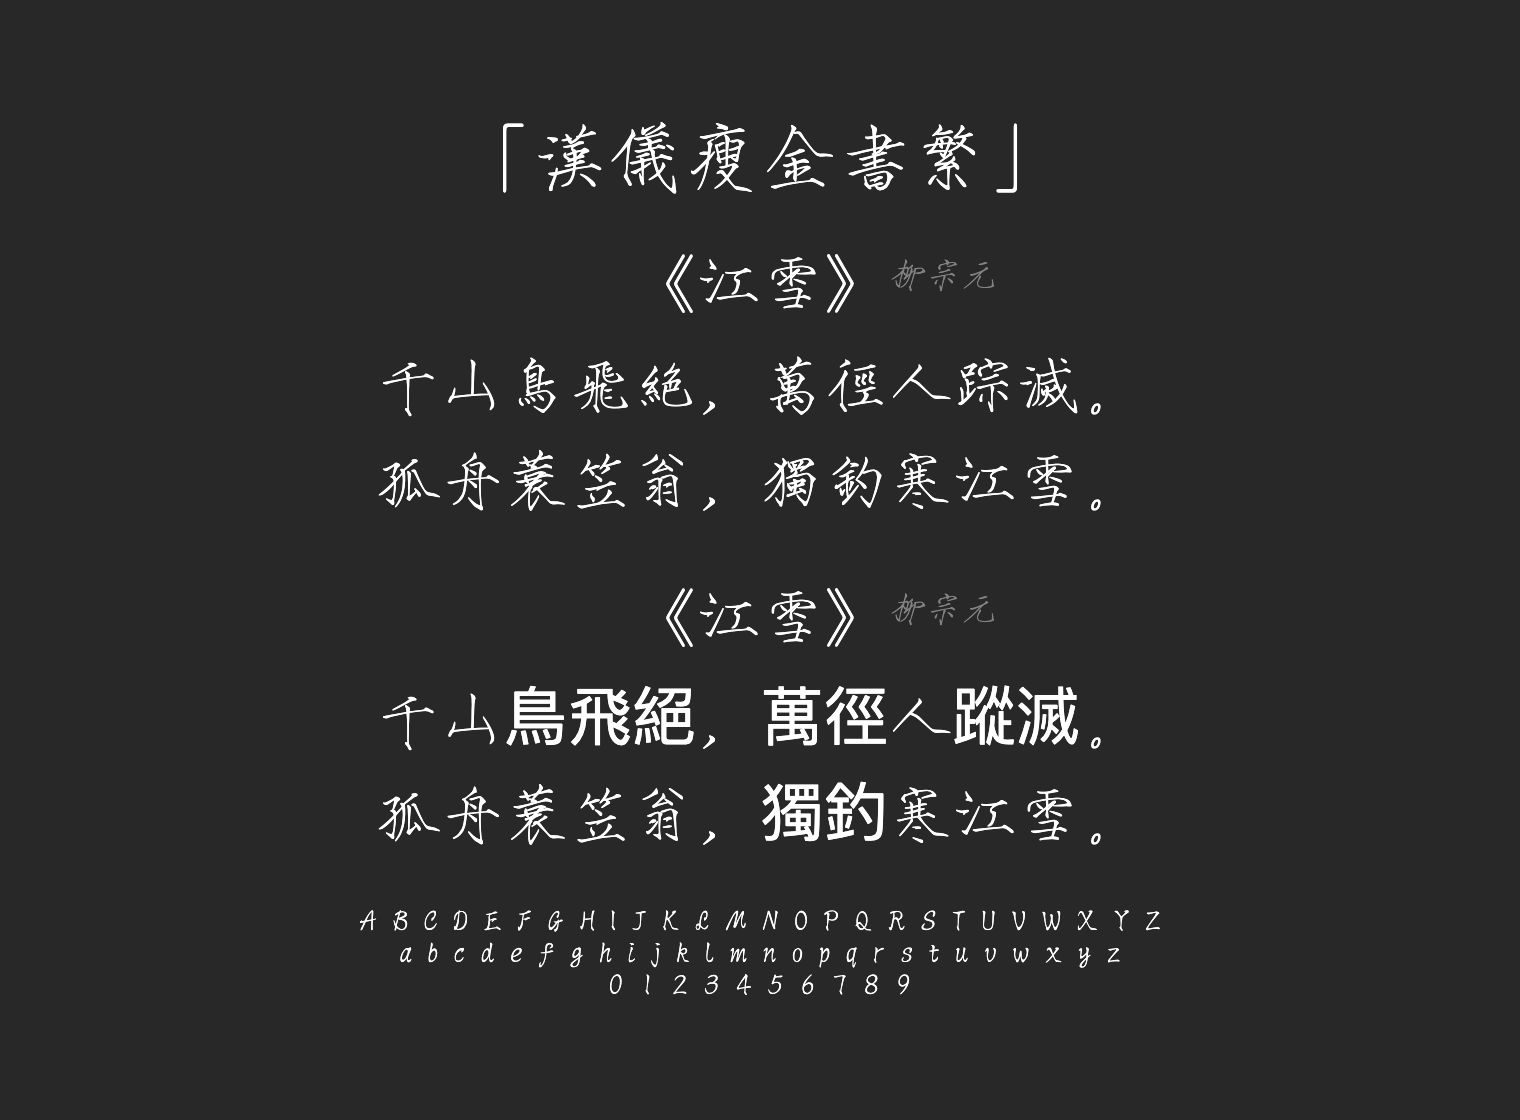 「漢儀瘦金書繁」
《江雪》 柳宗元
千山鳥飛絕，萬徑人踪滅。
孤舟蓑笠翁，獨釣寒江雪。
《江雪》 柳宗元
千山鳥飛絕，萬徑人蹤滅。
孤舟蓑笠翁，獨釣寒江雪。
A B C D E F G H I J K L M N O P Q R S T U V W X Y Z
a b c d e f g h i j k l m n o p q r s t u v w x y z
0 1 2 3 4 5 6 7 8 9